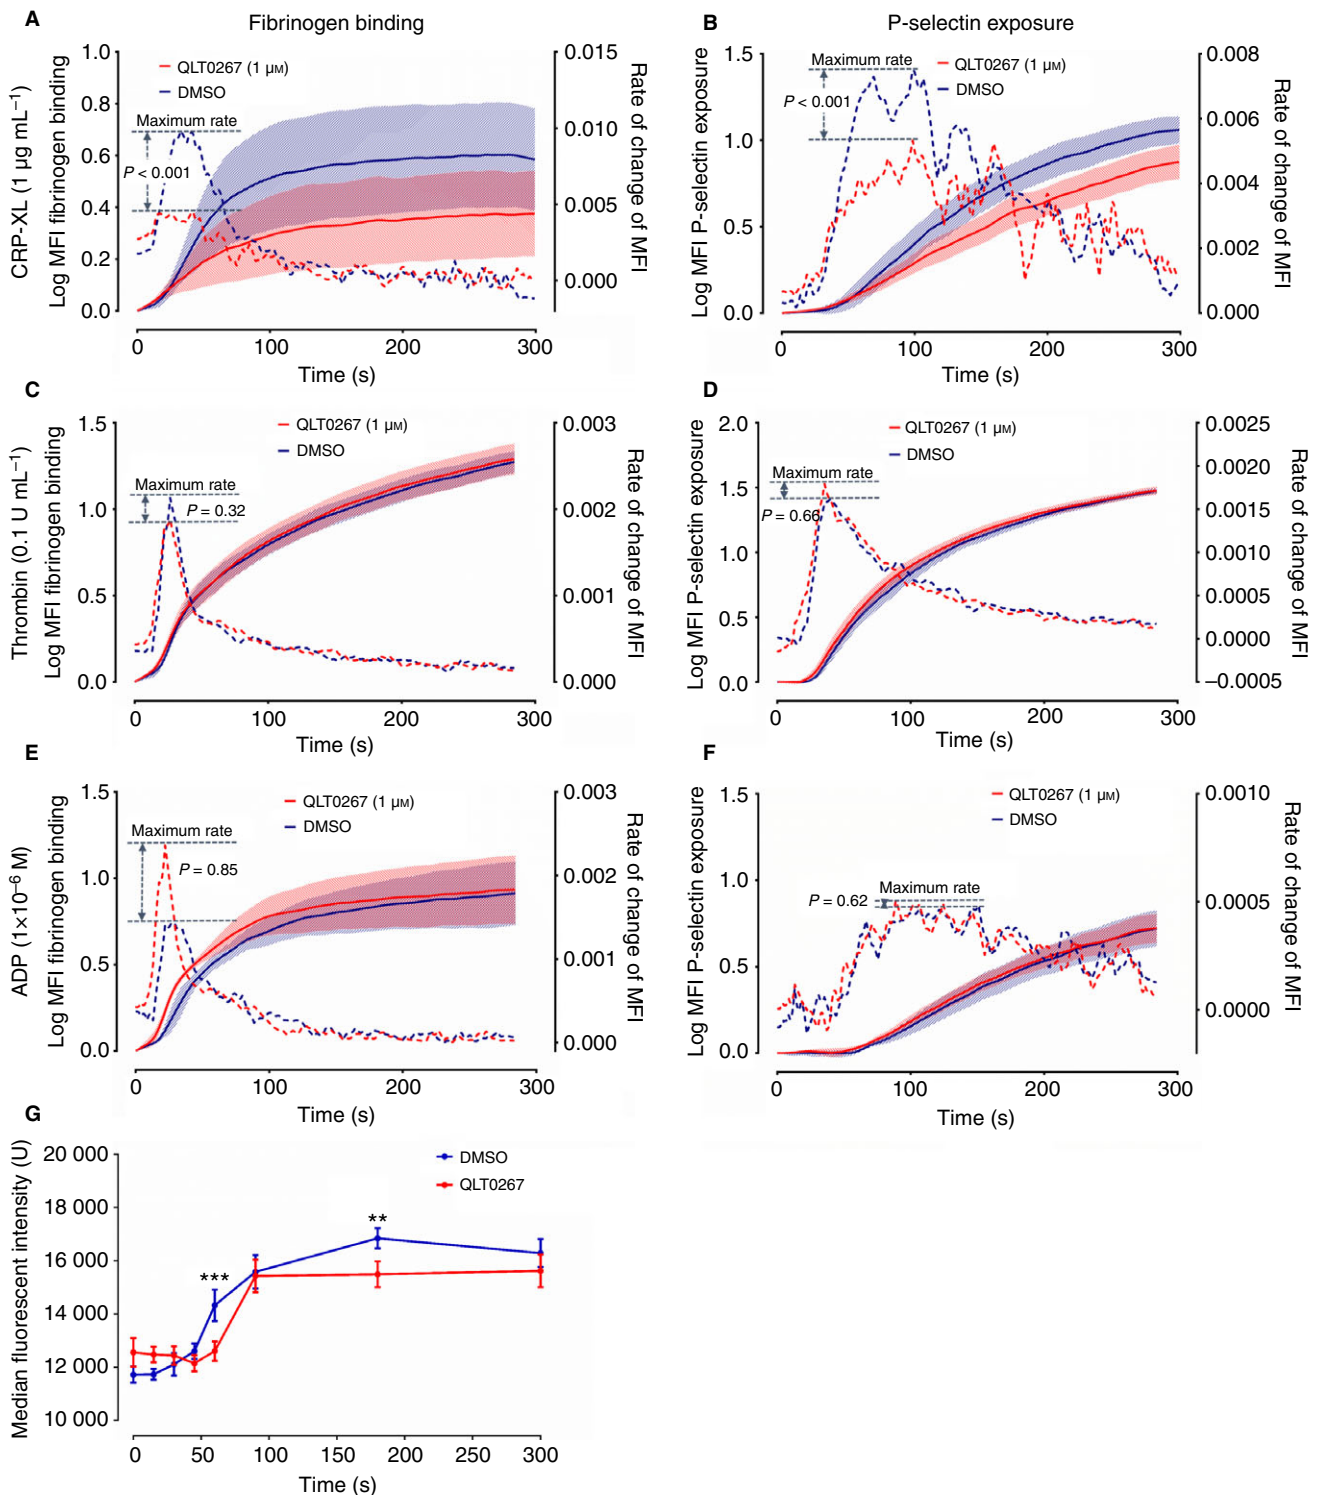 A
Fibrinogen binding
CRP-XL (1 µg mL⁻¹)
Log MFI fibrinogen binding
1.0
0.8
0.6
0.4
0.2
0.0
QLT0267 (1 µM)
DMSO
Maximum rate
P < 0.001
0.015
0.010
0.005
0.000
Rate of change of MFI
0
100
200
300
Time (s)
B
P-selectin exposure
Log MFI P-selectin exposure
1.5
1.0
0.5
0.0
Maximum rate
P < 0.001
QLT0267 (1 µM)
DMSO
0.008
0.006
0.004
0.002
0.000
Rate of change of MFI
0
100
200
300
Time (s)
C
Thrombin (0.1 U mL⁻¹)
Log MFI fibrinogen binding
1.5
1.0
0.5
0.0
QLT0267 (1 µM)
DMSO
Maximum rate
P = 0.32
0.003
0.002
0.001
0.000
Rate of change of MFI
0
100
200
300
Time (s)
D
Log MFI P-selectin exposure
2.0
1.5
1.0
0.5
0.0
QLT0267 (1 µM)
DMSO
Maximum rate
P = 0.66
0.0025
0.0020
0.0015
0.0010
0.0005
0.0000
–0.0005
Rate of change of MFI
0
100
200
300
Time (s)
E
ADP (1×10⁻⁶ M)
Log MFI fibrinogen binding
1.5
1.0
0.5
0.0
QLT0267 (1 µM)
DMSO
Maximum rate
P = 0.85
0.003
0.002
0.001
0.000
Rate of change of MFI
0
100
200
300
Time (s)
F
Log MFI P-selectin exposure
1.5
1.0
0.5
0.0
QLT0267 (1 µM)
DMSO
Maximum rate
P = 0.62
0.0010
0.0005
0.0000
Rate of change of MFI
0
100
200
300
Time (s)
G
Median fluorescent intensity (U)
20 000
18 000
16 000
14 000
12 000
10 000
DMSO
QLT0267
***
**
0
50
100
150
200
250
300
Time (s)